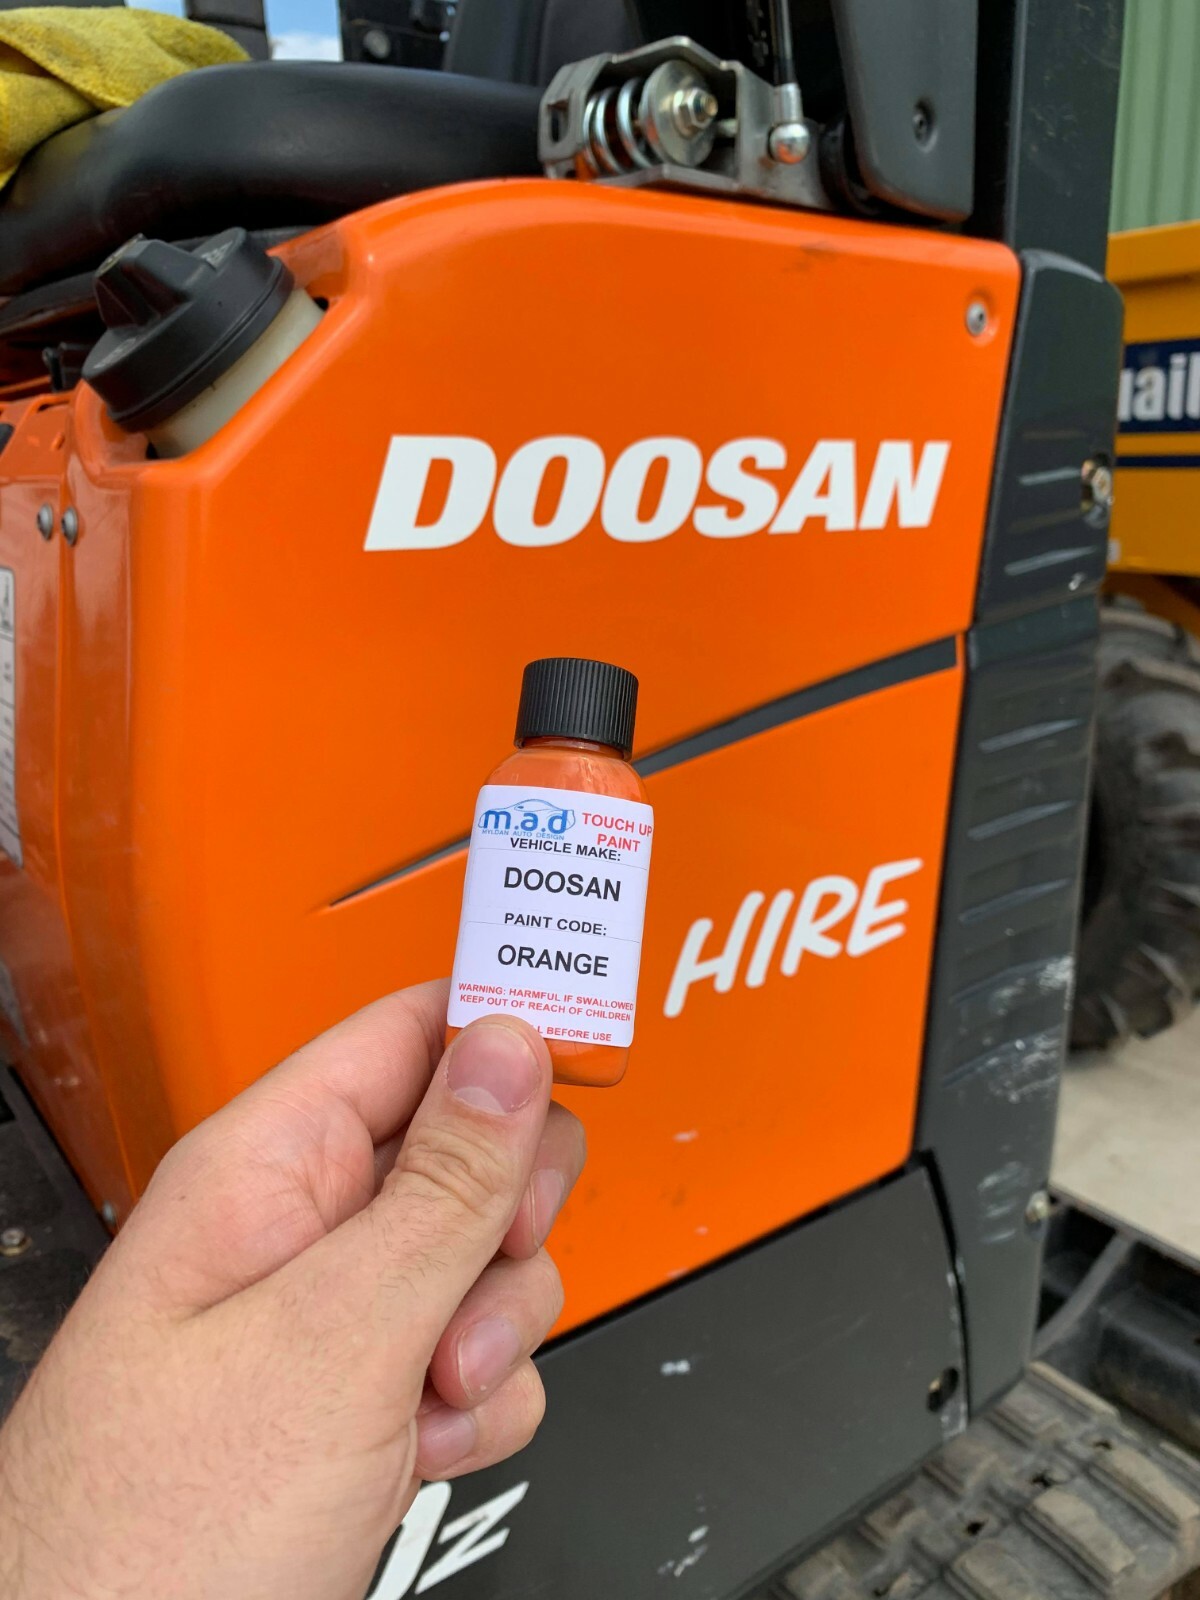 DOOSAN
m.a.d
MYLDAN AUTO DESIGN
TOUCH UP
PAINT
VEHICLE MAKE:
DOOSAN
PAINT CODE:
ORANGE
WARNING: HARMFUL IF SWALLOWED
KEEP OUT OF REACH OF CHILDREN
BEFORE USE
HIRE